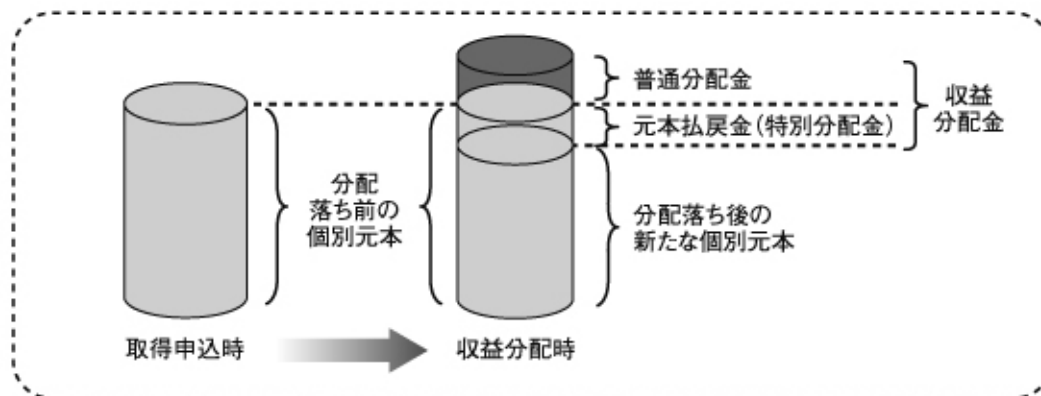 普通分配金
収益
分配金
元本払戻金(特別分配金)
分配
落ち前の
個別元本
分配落ち後の
新たな個別元本
取得申込時
収益分配時